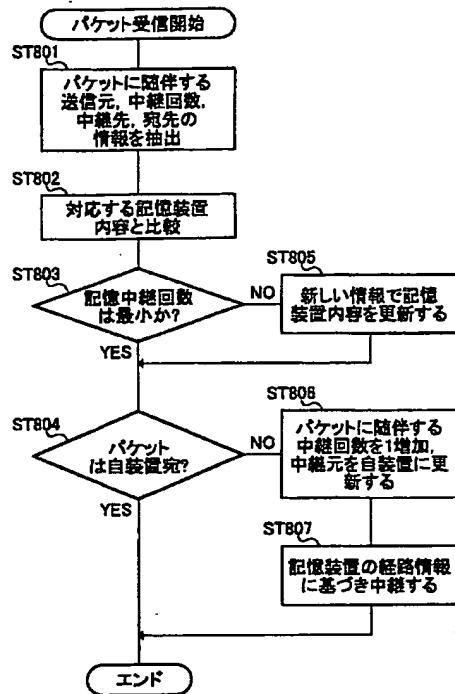 パケット受信開始
ST801
パケットに随伴する
送信元, 中継回数,
中継先, 宛先の
情報を抽出
ST802
対応する記憶装置
内容と比較
ST803
記憶中継回数
は最小か?
NO
YES
ST805
新しい情報で記憶
装置内容を更新する
ST804
パケット
は自装置宛?
NO
YES
ST806
パケットに随伴する
中継回数を1増加,
中継元を自装置に更
新する
ST807
記憶装置の経路情報
に基づき中継する
エンド